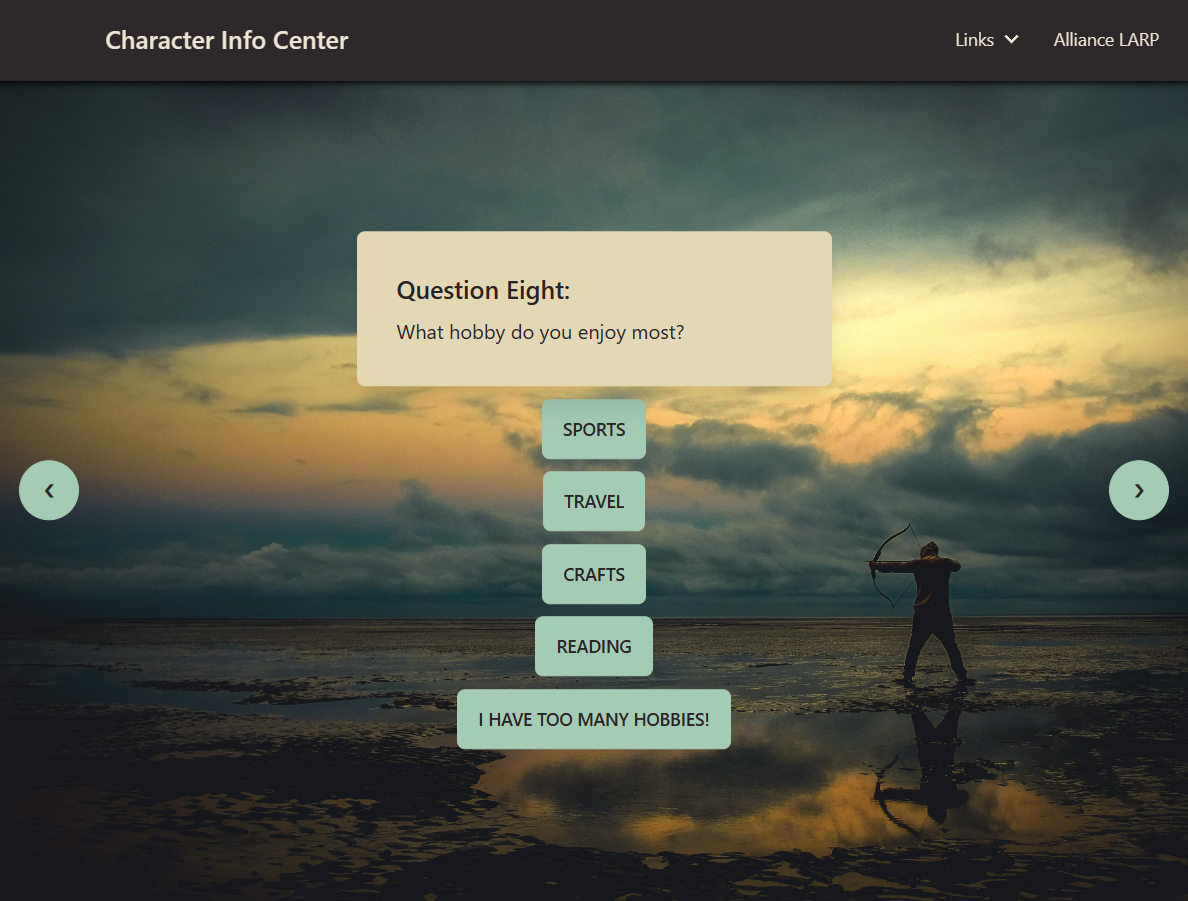 Character Info Center
Links
Alliance LARP
Question Eight:
What hobby do you enjoy most?
SPORTS
TRAVEL
CRAFTS
READING
I HAVE TOO MANY HOBBIES!